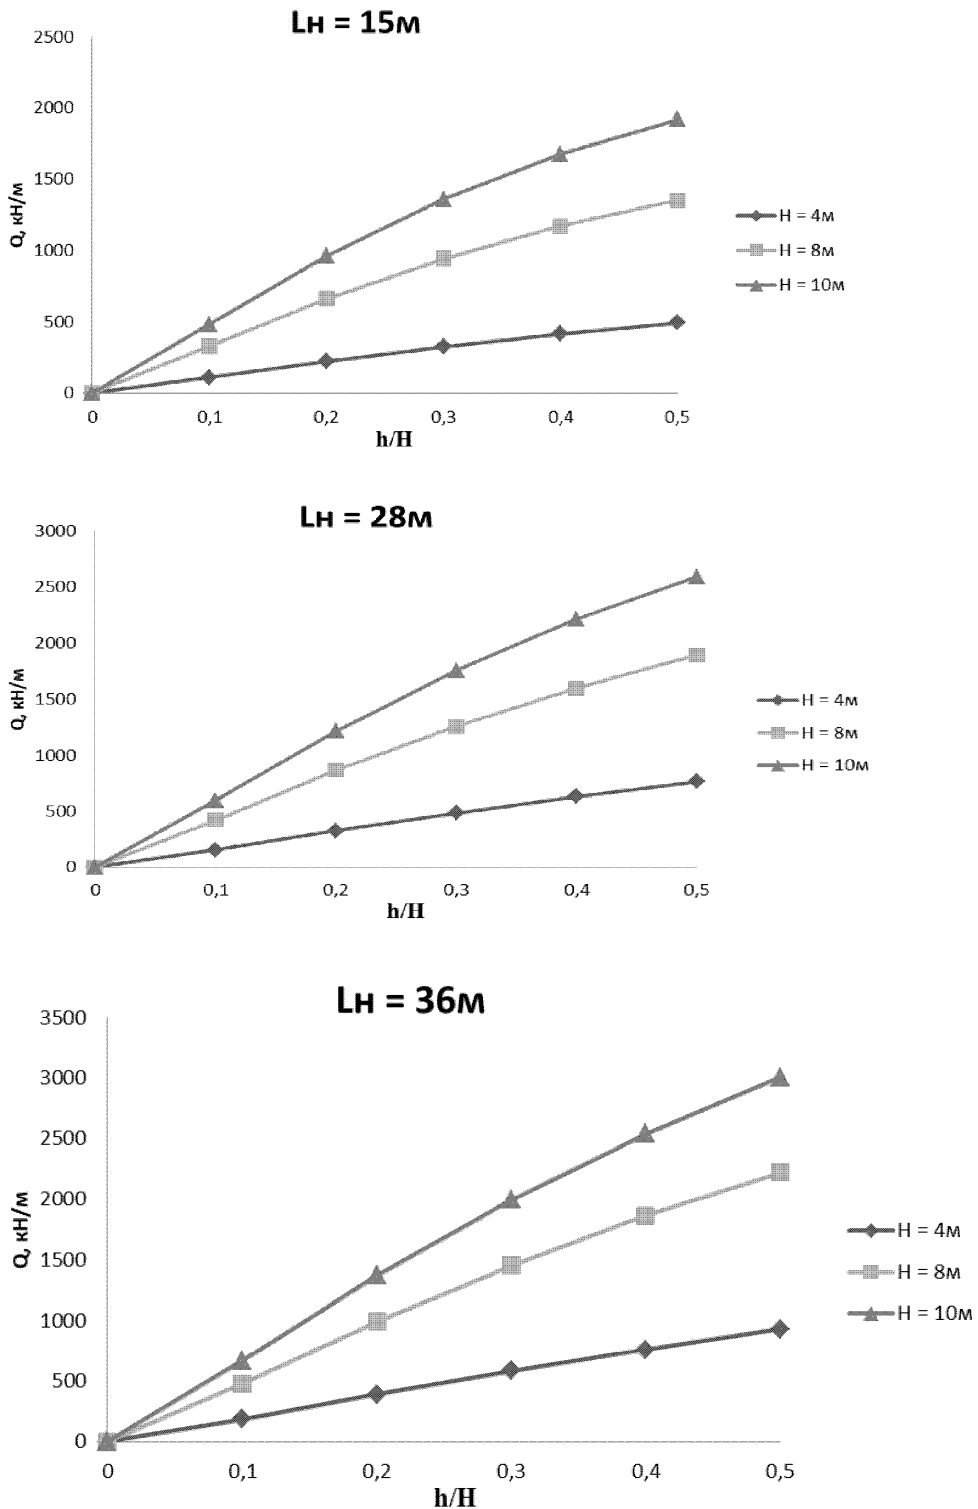 Lн = 15м
2500
2000
1500
1000
500
0
Q, кН/м
0 0,1 0,2 0,3 0,4 0,5
h/H
H = 4м
H = 8м
H = 10м
Lн = 28м
3000
2500
2000
1500
1000
500
0
Q, кН/м
0 0,1 0,2 0,3 0,4 0,5
h/H
H = 4м
H = 8м
H = 10м
Lн = 36м
3500
3000
2500
2000
1500
1000
500
0
Q, кН/м
0 0,1 0,2 0,3 0,4 0,5
h/H
H = 4м
H = 8м
H = 10м